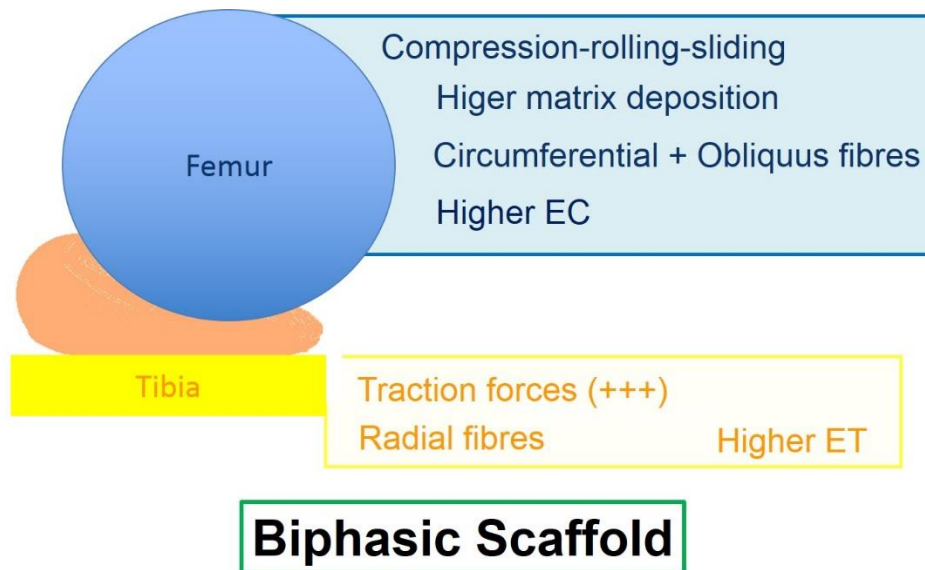 Compression-rolling-sliding
Higer matrix deposition
Femur
Circumferential + Obliquus fibres
Higher EC
Tibia
Traction forces (+++)
Radial fibres
Higher ET
Biphasic Scaffold